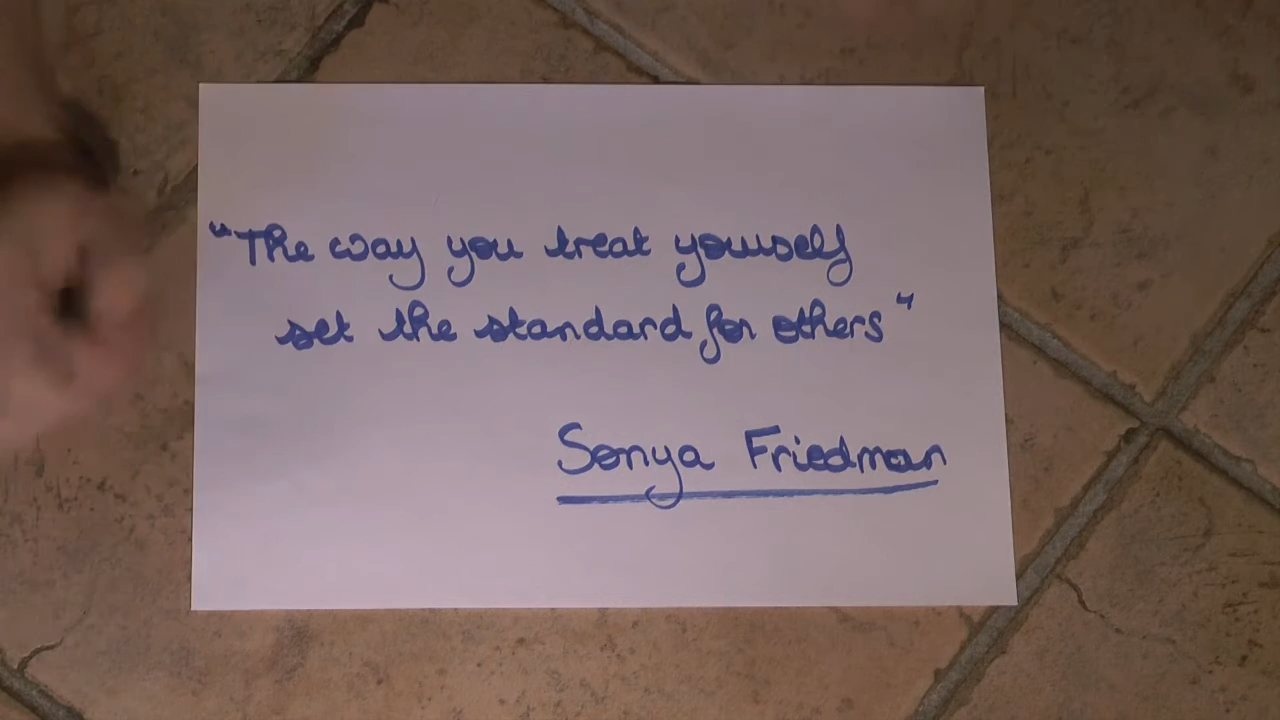 "The way you treat yourself
set the standard for others"
Sonya Friedman